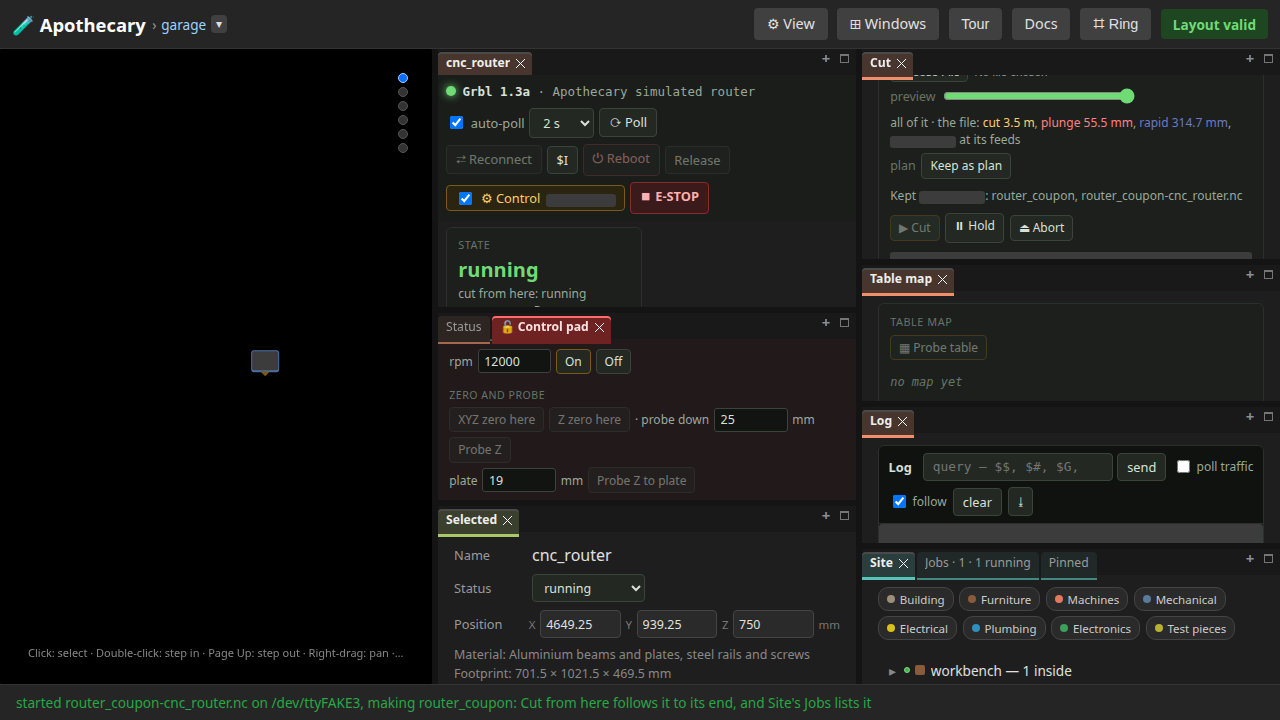 Apothecary › garage ▾
⚙ View
⊞ Windows
Tour
Docs
⌗ Ring
Layout valid
Click: select · Double-click: step in · Page Up: step out · Right-drag: pan ·...
cnc_router
Grbl 1.3a · Apothecary simulated router
auto-poll 2 s ⟳ Poll
⇄ Reconnect $I ⏻ Reboot Release
⚙ Control ■ E-STOP
STATE
running
cut from here: running
Status 🔓 Control pad
rpm 12000 On Off
ZERO AND PROBE
XYZ zero here Z zero here · probe down 25 mm
Probe Z
plate 19 mm Probe Z to plate
Selected
Name cnc_router
Status running
Position X 4649.25 Y 939.25 Z 750 mm
Material: Aluminium beams and plates, steel rails and screws
Footprint: 701.5 × 1021.5 × 469.5 mm
Cut
preview
all of it · the file: cut 3.5 m, plunge 55.5 mm, rapid 314.7 mm,
at its feeds
plan Keep as plan
Kept : router_coupon, router_coupon-cnc_router.nc
▶ Cut ⏸ Hold ⏏ Abort
Table map
TABLE MAP
▦ Probe table
no map yet
Log
Log query — $$, $#, $G, send poll traffic
follow clear ⤓
Site Jobs · 1 · 1 running Pinned
Building Furniture Machines Mechanical
Electrical Plumbing Electronics Test pieces
▸ workbench — 1 inside
started router_coupon-cnc_router.nc on /dev/ttyFAKE3, making router_coupon: Cut from here follows it to its end, and Site's Jobs lists it